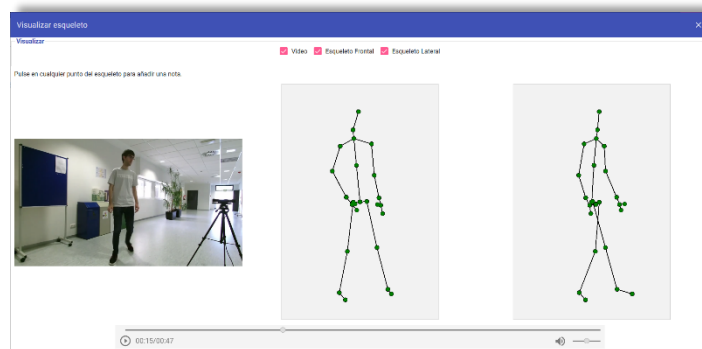 Visualizar esqueleto
Visualizar
Vídeo Esqueleto Frontal Esqueleto Lateral
Pulse en cualquier punto del esqueleto para añadir una nota.
00:15/00:47